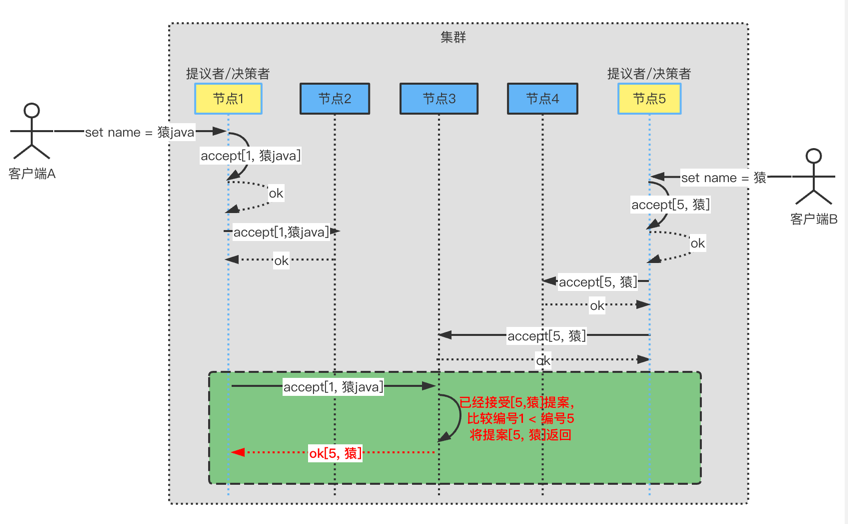 集群
提议者/决策者
提议者/决策者
节点1
节点2
节点3
节点4
节点5
set name = 猿java
客户端A
accept[1, 猿java]
ok
set name = 猿
客户端B
accept[5, 猿]
ok
accept[1,猿java]
ok
accept[5, 猿]
ok
accept[5, 猿]
ok
accept[1, 猿java]
已经接受[5,猿]提案,
比较编号1 < 编号5
将提案[5, 猿]返回
ok[5, 猿]